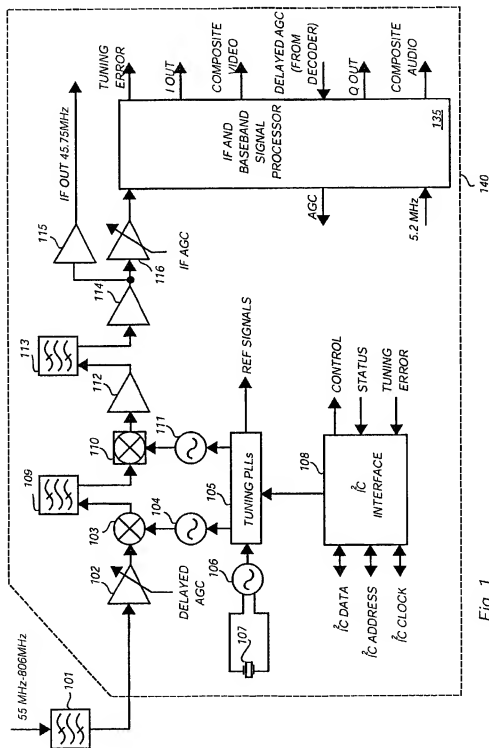 55 MHz-806MHz
101
102
DELAYED
AGC
103
104
109
110
111
112
113
114
115
IF OUT 45.75MHz
116
IF AGC
TUNING PLLs
105
REF SIGNALS
106
107
108
I²C
INTERFACE
I²C DATA
I²C ADDRESS
I²C CLOCK
CONTROL
STATUS
TUNING
ERROR
IF AND
BASEBAND
SIGNAL
PROCESSOR
135
TUNING
ERROR
I OUT
COMPOSITE
VIDEO
DELAYED AGC
(FROM
DECODER)
Q OUT
COMPOSITE
AUDIO
AGC
5.2 MHz
140
Fig. 1